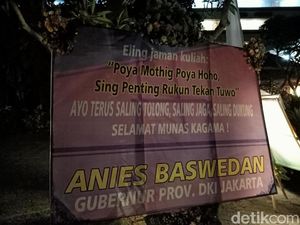 Eling jaman kuliah:
"Poya Mothig Poya Hoho,
Sing Penting Rukun Tekan Tuwo"
AYO TERUS SALING TOLONG, SALING JAGA, SALING DUKUNG
SELAMAT MUNAS KAGAMA !
ANIES BASWEDAN
GUBERNUR PROV. DKI JAKARTA
detikcom